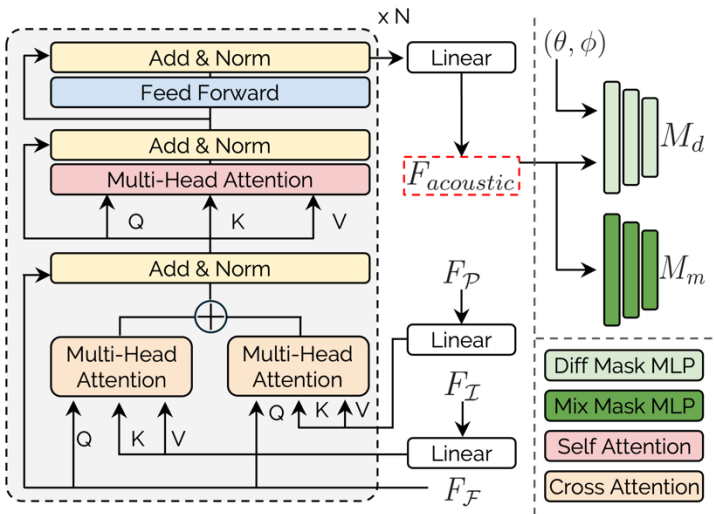 x N
Add & Norm
Linear
Feed Forward
Add & Norm
Multi-Head Attention
Q K V
Add & Norm
Multi-Head
Attention
Multi-Head
Attention
Q K V
Q K V
F_𝓕
F_acoustic
F_𝓟
Linear
F_𝓘
Linear
(θ, ϕ)
M_d
M_m
Diff Mask MLP
Mix Mask MLP
Self Attention
Cross Attention